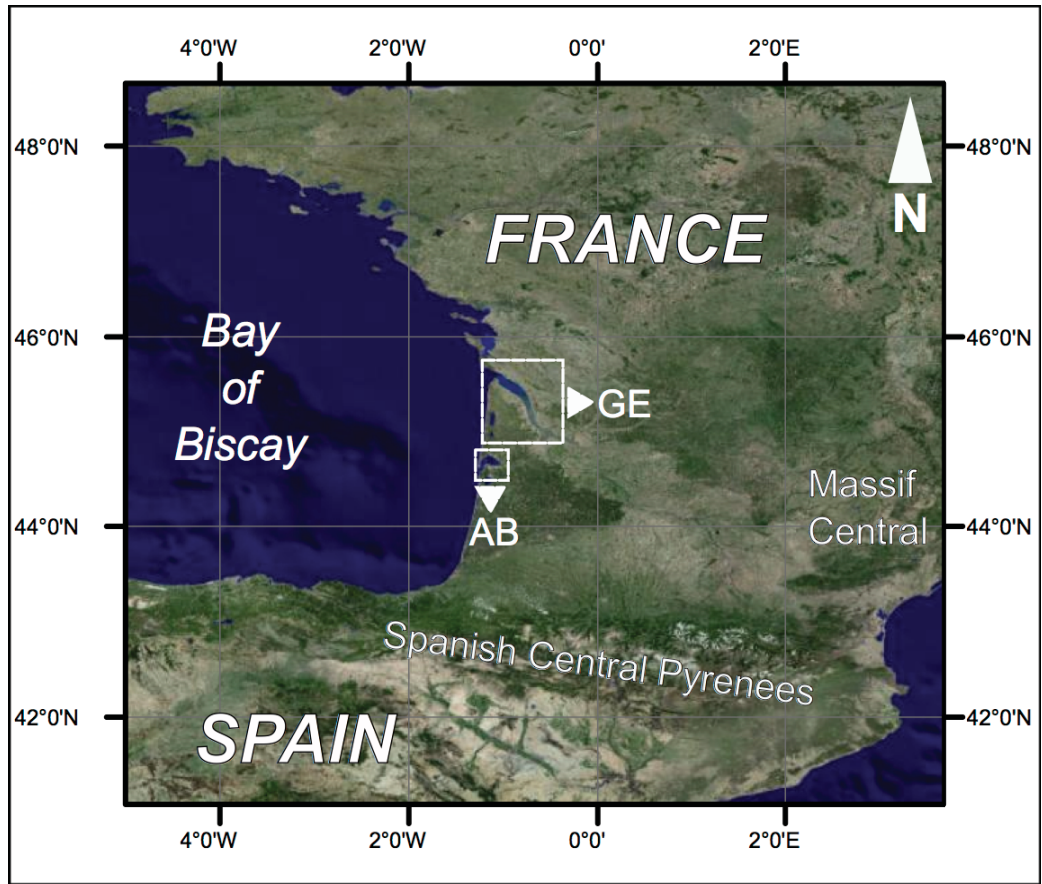 4°0'W 2°0'W 0°0' 2°0'E
48°0'N 48°0'N
N
FRANCE
46°0'N 46°0'N
Bay
of
Biscay
GE
Massif
Central
44°0'N 44°0'N
AB
Spanish Central Pyrenees
42°0'N 42°0'N
SPAIN
4°0'W 2°0'W 0°0' 2°0'E